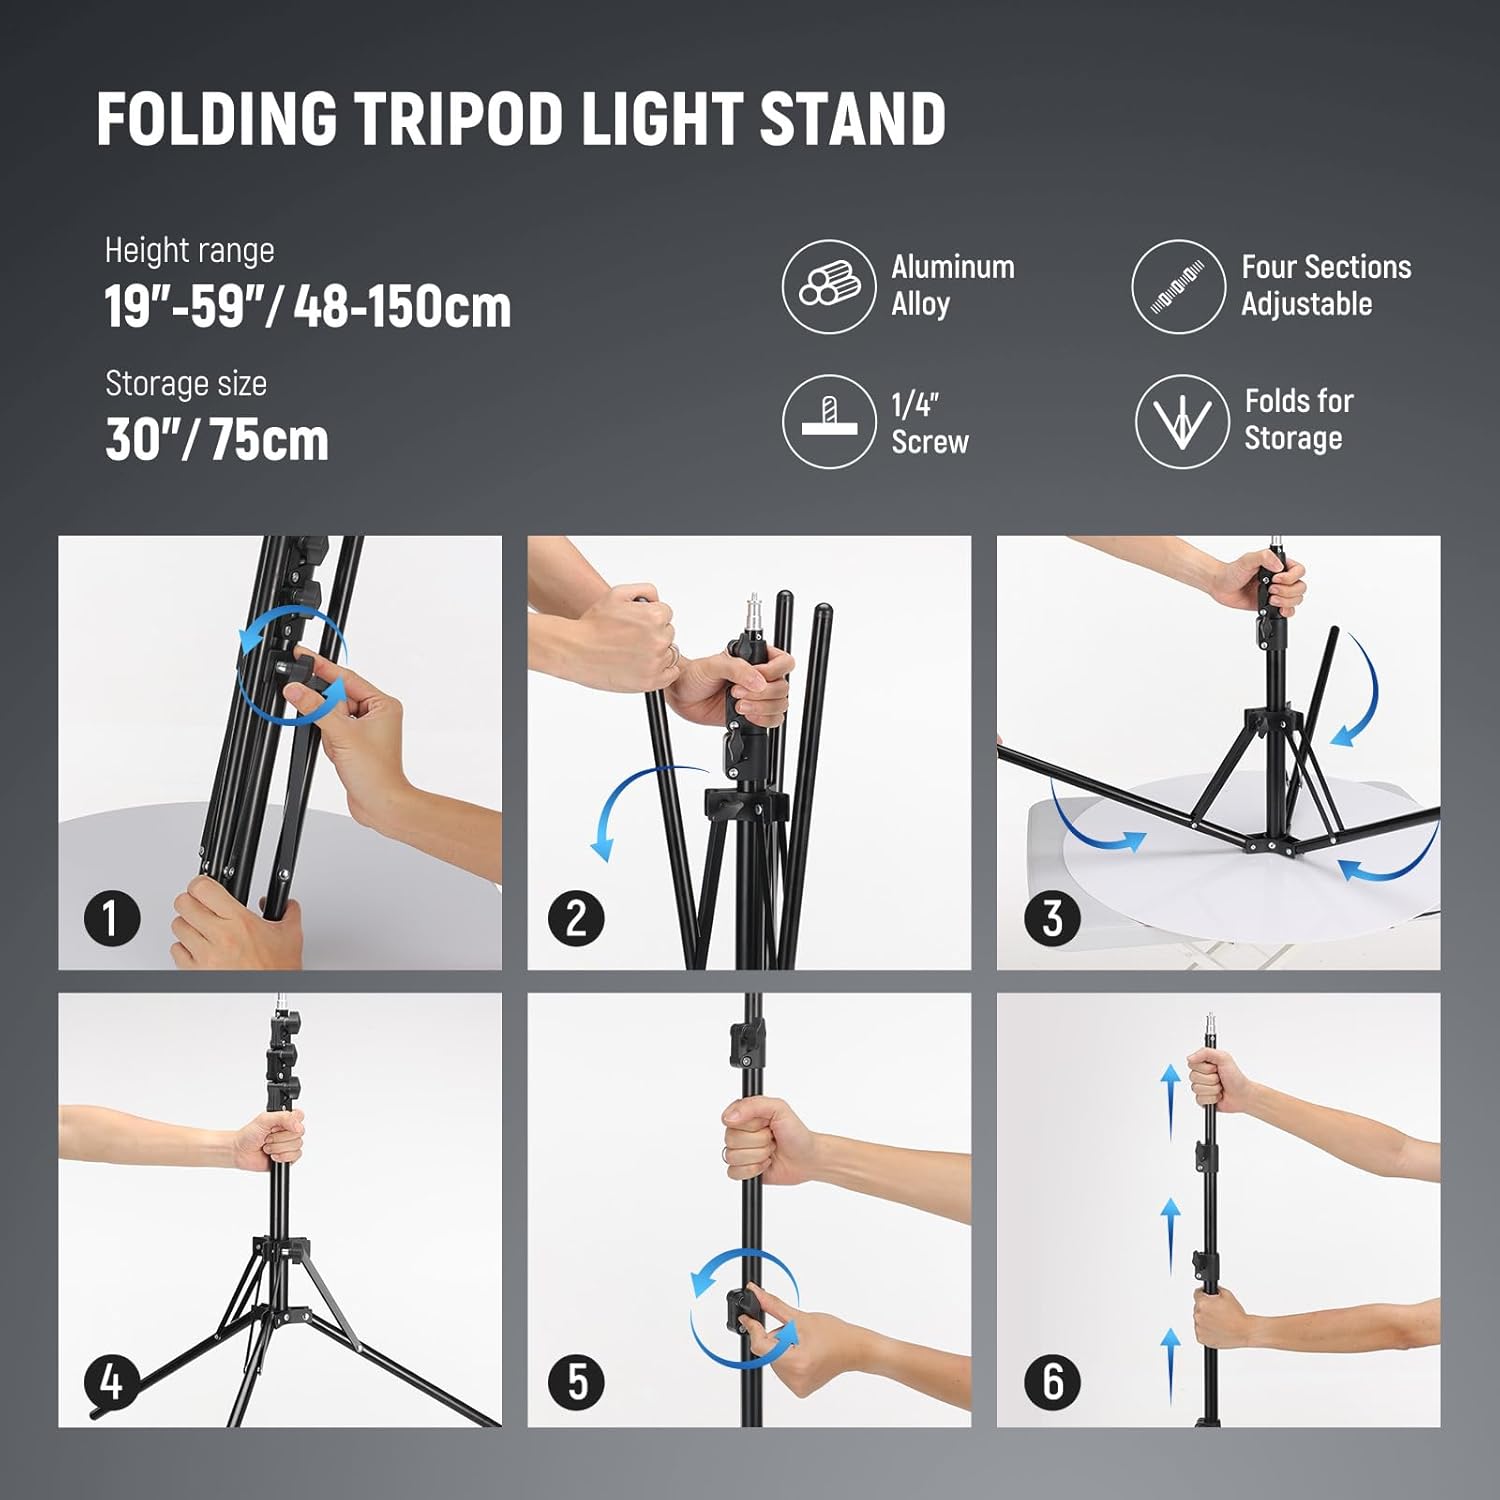 FOLDING TRIPOD LIGHT STAND
Height range
19"-59"/ 48-150cm
Storage size
30"/ 75cm
Aluminum
Alloy
Four Sections
Adjustable
1/4"
Screw
Folds for
Storage
1
2
3
4
5
6